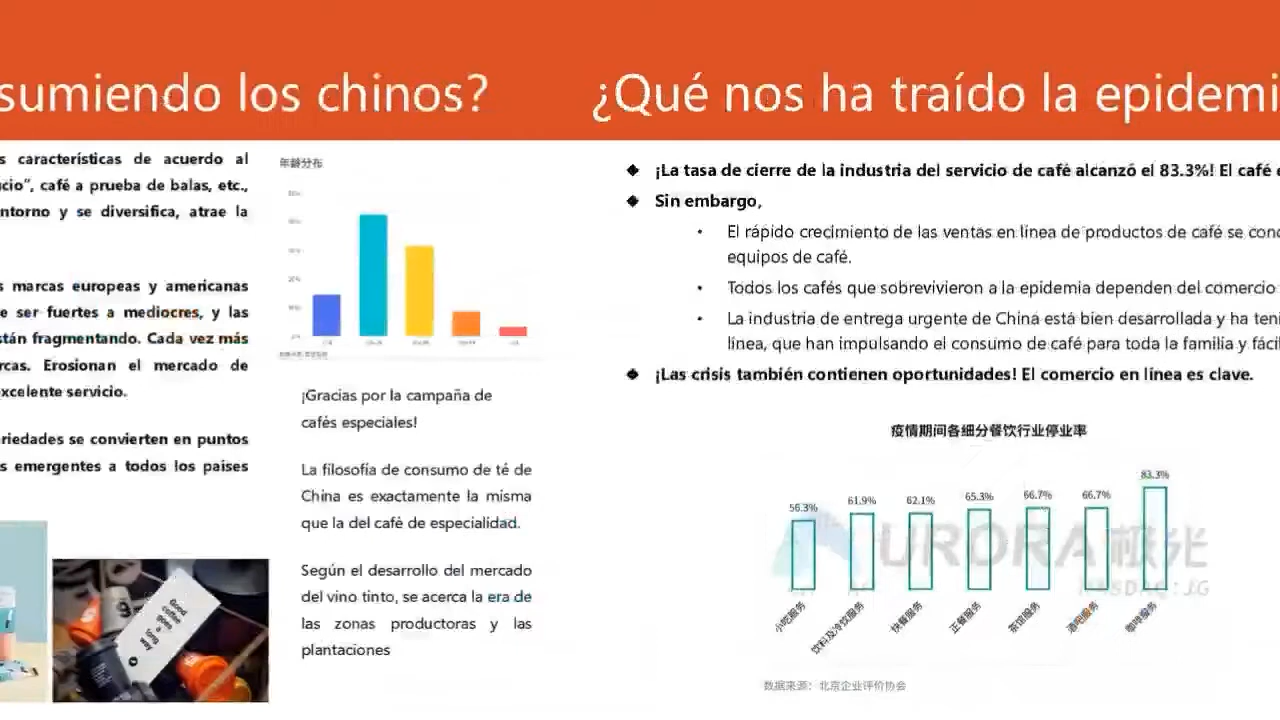 sumiendo los chinos?
s características de acuerdo al
cio", café a prueba de balas, etc.,
ntorno y se diversifica, atrae la
s marcas europeas y americanas
e ser fuertes a mediocres, y las
stán fragmentando. Cada vez más
rcas. Erosionan el mercado de
xcelente servicio.
riedades se convierten en puntos
s emergentes a todos los países
Good
coffee
goes
a
long
way
年龄分布
¡Gracias por la campaña de
cafés especiales!
La filosofía de consumo de té de
China es exactamente la misma
que la del café de especialidad.
Según el desarrollo del mercado
del vino tinto, se acerca la era de
las zonas productoras y las
plantaciones
¿Qué nos ha traído la epidemi
¡La tasa de cierre de la industria del servicio de café alcanzó el 83.3%! El café e
Sin embargo,
El rápido crecimiento de las ventas en línea de productos de café se conc
equipos de café.
Todos los cafés que sobrevivieron a la epidemia dependen del comercio
La industria de entrega urgente de China está bien desarrollada y ha teni
línea, que han impulsando el consumo de café para toda la familia y fácil
¡Las crisis también contienen oportunidades! El comercio en línea es clave.
疫情期间各细分餐饮行业停业率
56.3%
61.9%
62.1%
65.3%
66.7%
66.7%
83.3%
URORA 极光
NASDAQ: JG
小吃服务
饮料及冷饮服务
快餐服务
正餐服务
茶馆服务
酒吧服务
咖啡服务
数据来源：北京企业评价协会